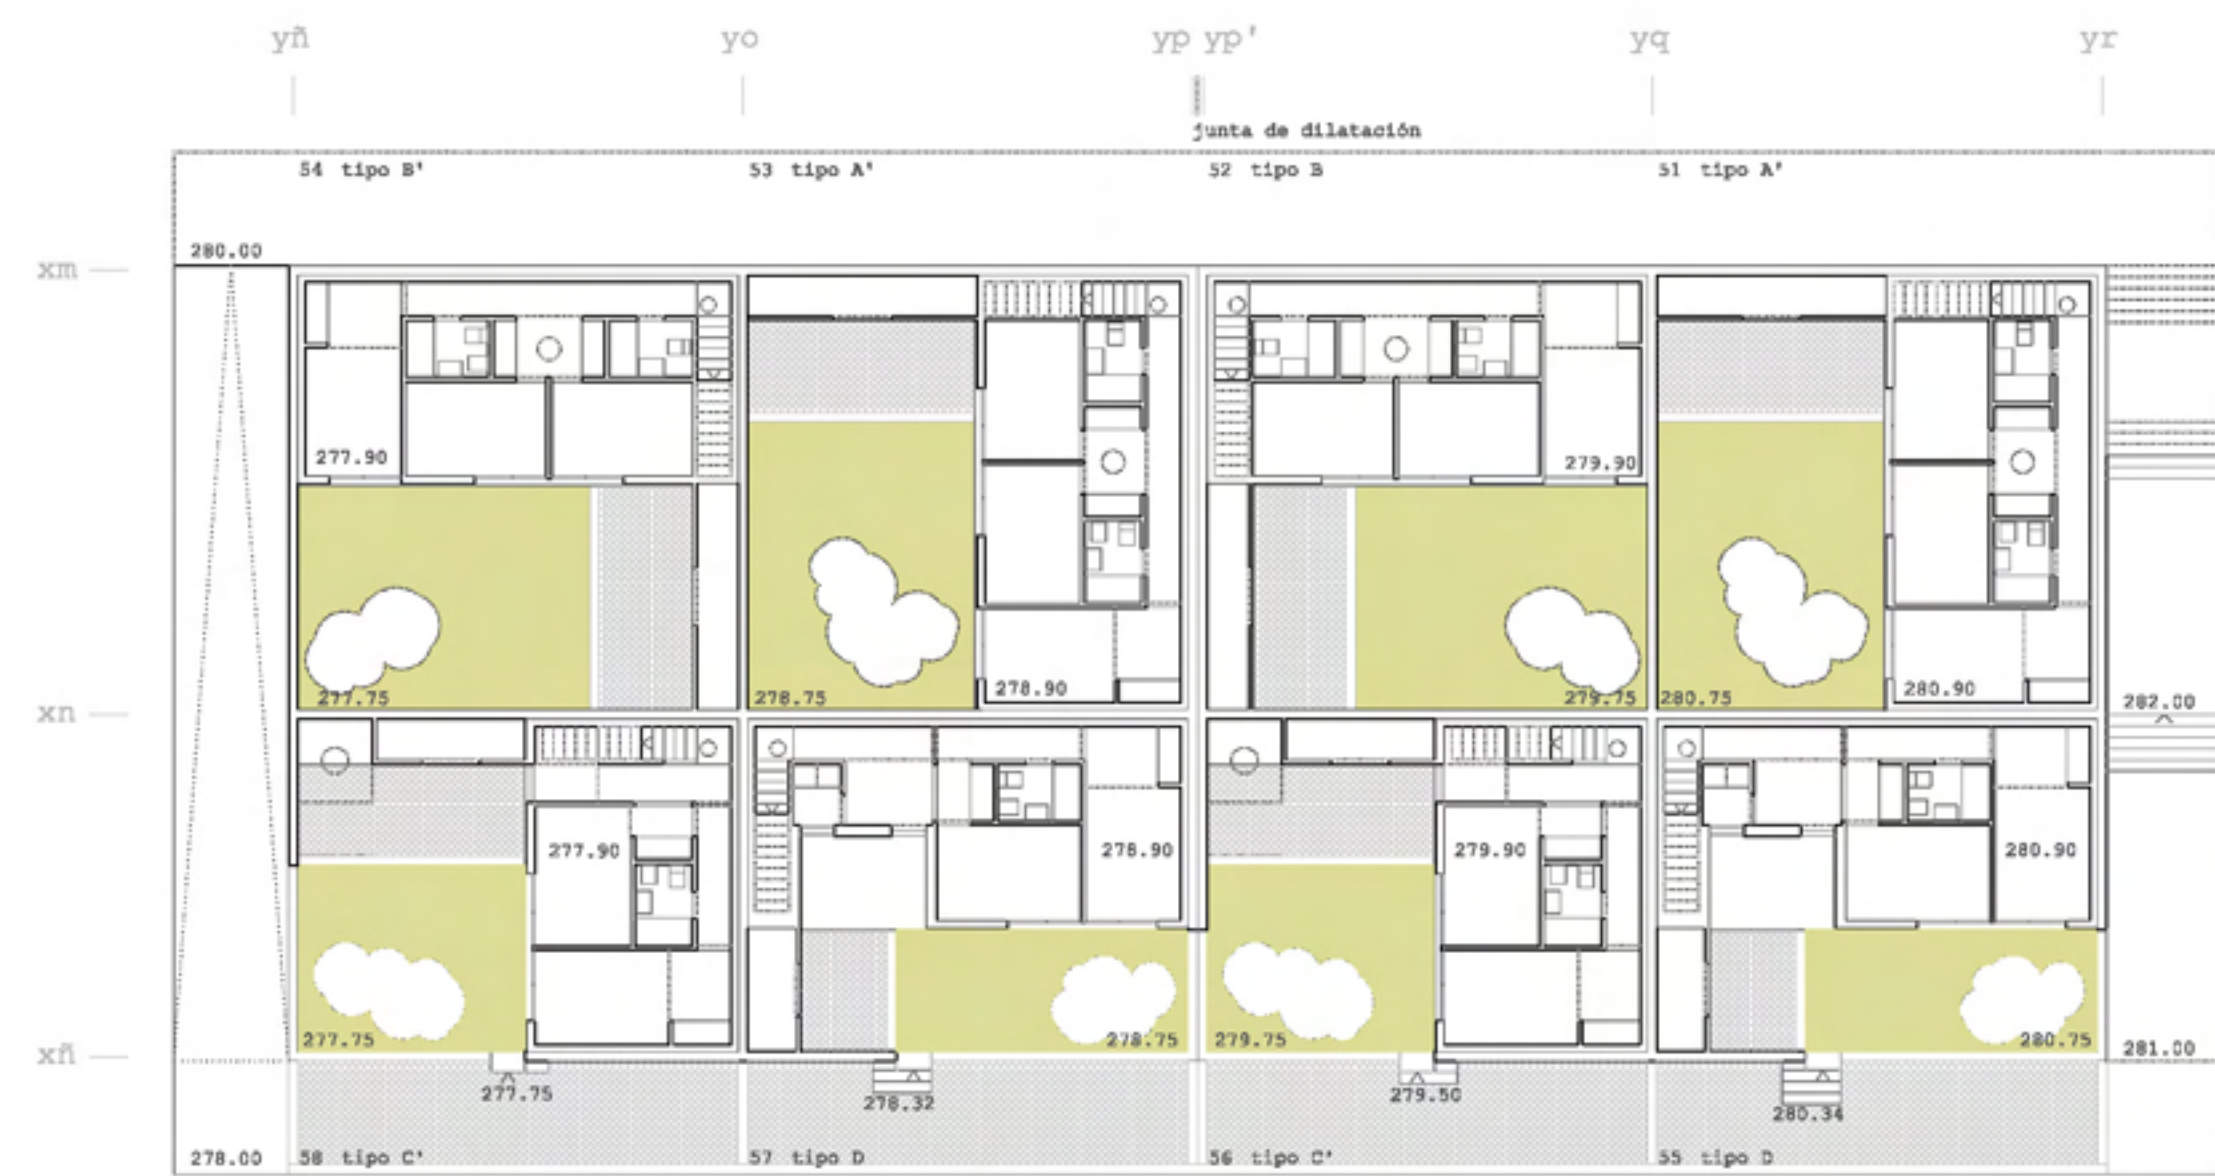 yñ yo yp yp' yq yr
junta de dilatación
54 tipo B' 53 tipo A' 52 tipo B 51 tipo A'
280.00
xm
277.90 279.90
278.90 280.90
277.75 278.75 279.75 280.75
282.00
xn
277.90 278.90 279.90 280.90
277.75 278.75 279.75 280.75
281.00
xñ
277.75 278.32 279.50 280.34
278.00 58 tipo C' 57 tipo D 56 tipo C' 55 tipo D